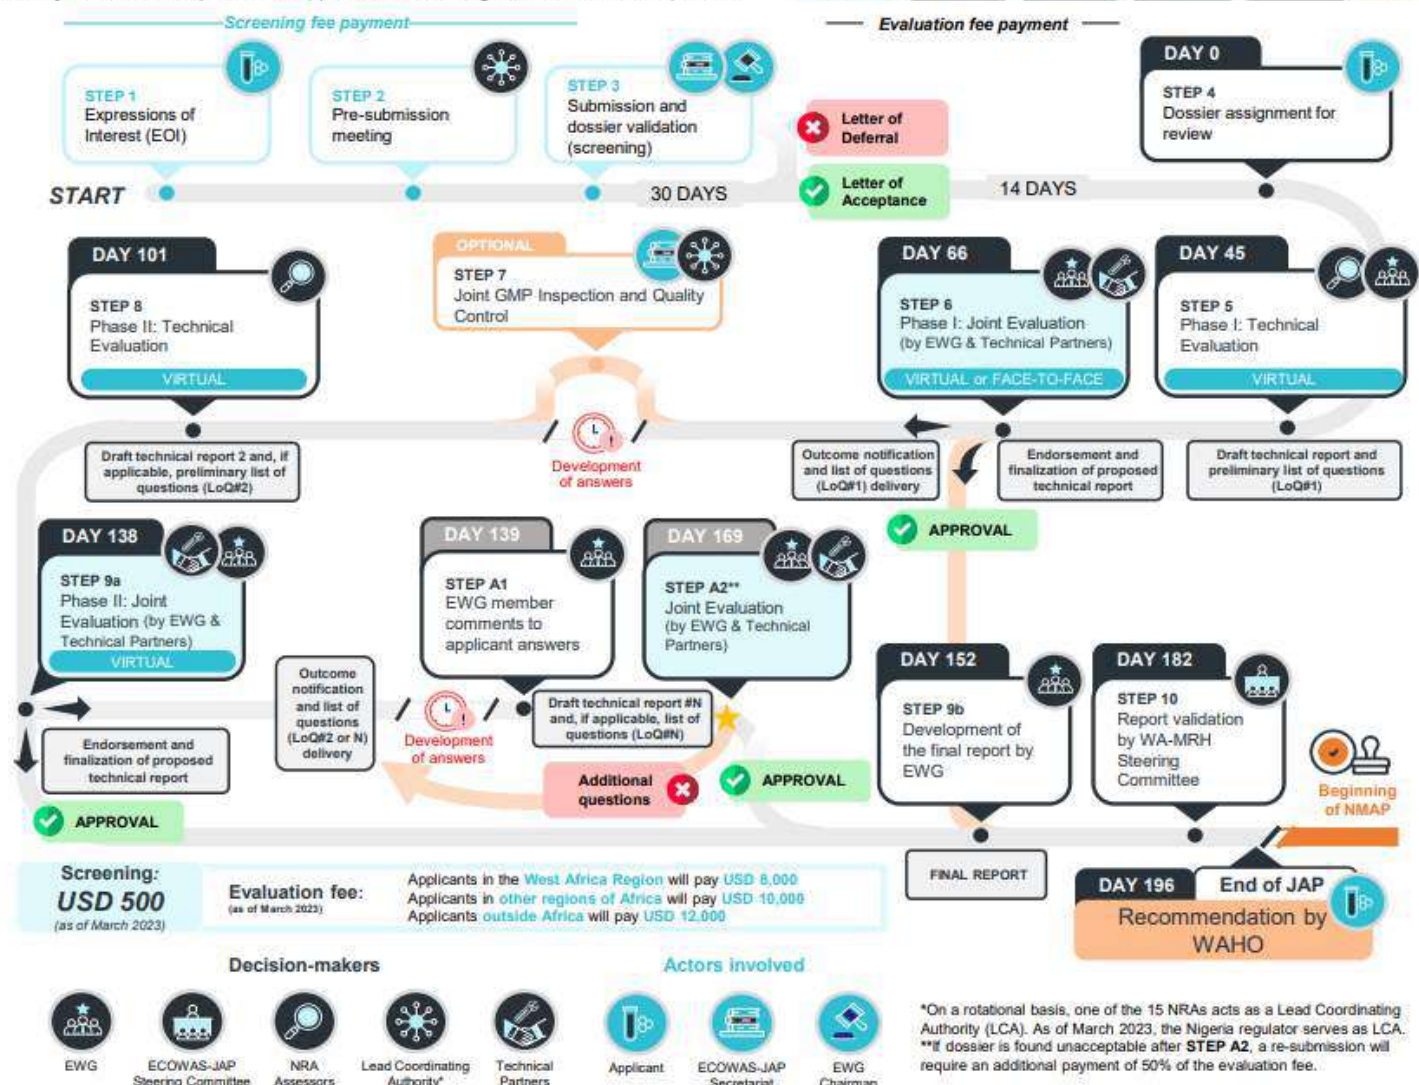 Screening fee payment
Evaluation fee payment
STEP 1
Expressions of
Interest (EOI)
STEP 2
Pre-submission
meeting
STEP 3
Submission and
dossier validation
(screening)
Letter of
Deferral
DAY 0
STEP 4
Dossier assignment for
review
START
30 DAYS
Letter of
Acceptance
14 DAYS
DAY 101
STEP 8
Phase II: Technical
Evaluation
VIRTUAL
OPTIONAL
STEP 7
Joint GMP Inspection and Quality
Control
DAY 66
STEP 6
Phase I: Joint Evaluation
(by EWG & Technical Partners)
VIRTUAL or FACE-TO-FACE
DAY 45
STEP 5
Phase I: Technical
Evaluation
VIRTUAL
Draft technical report 2 and, if
applicable, preliminary list of
questions (LoQ#2)
Development
of answers
Outcome notification
and list of questions
(LoQ#1) delivery
Endorsement and
finalization of proposed
technical report
Draft technical report and
preliminary list of questions
(LoQ#1)
APPROVAL
DAY 138
STEP 9a
Phase II: Joint
Evaluation (by EWG &
Technical Partners)
VIRTUAL
DAY 139
STEP A1
EWG member
comments to
applicant answers
DAY 169
STEP A2**
Joint Evaluation
(by EWG & Technical
Partners)
DAY 152
STEP 9b
Development of
the final report by
EWG
DAY 182
STEP 10
Report validation
by WA-MRH
Steering
Committee
Outcome
notification
and list of
questions
(LoQ#2 or N)
delivery
Development
of answers
Draft technical report #N
and, if applicable, list of
questions (LoQ#N)
Endorsement and
finalization of proposed
technical report
Additional
questions
APPROVAL
APPROVAL
Beginning
of NMAP
FINAL REPORT
DAY 196
End of JAP
Recommendation by
WAHO
Screening:
USD 500
(as of March 2023)
Evaluation fee:
(as of March 2023)
Applicants in the West Africa Region will pay USD 8,000
Applicants in other regions of Africa will pay USD 10,000
Applicants outside Africa will pay USD 12,000
Decision-makers
Actors involved
EWG
ECOWAS-JAP
Steering Committee
NRA
Assessors
Lead Coordinating
Authority*
Technical
Partners
Applicant
ECOWAS-JAP
Secretariat
EWG
Chairman
*On a rotational basis, one of the 15 NRAs acts as a Lead Coordinating
Authority (LCA). As of March 2023, the Nigeria regulator serves as LCA.
**If dossier is found unacceptable after STEP A2, a re-submission will
require an additional payment of 50% of the evaluation fee.